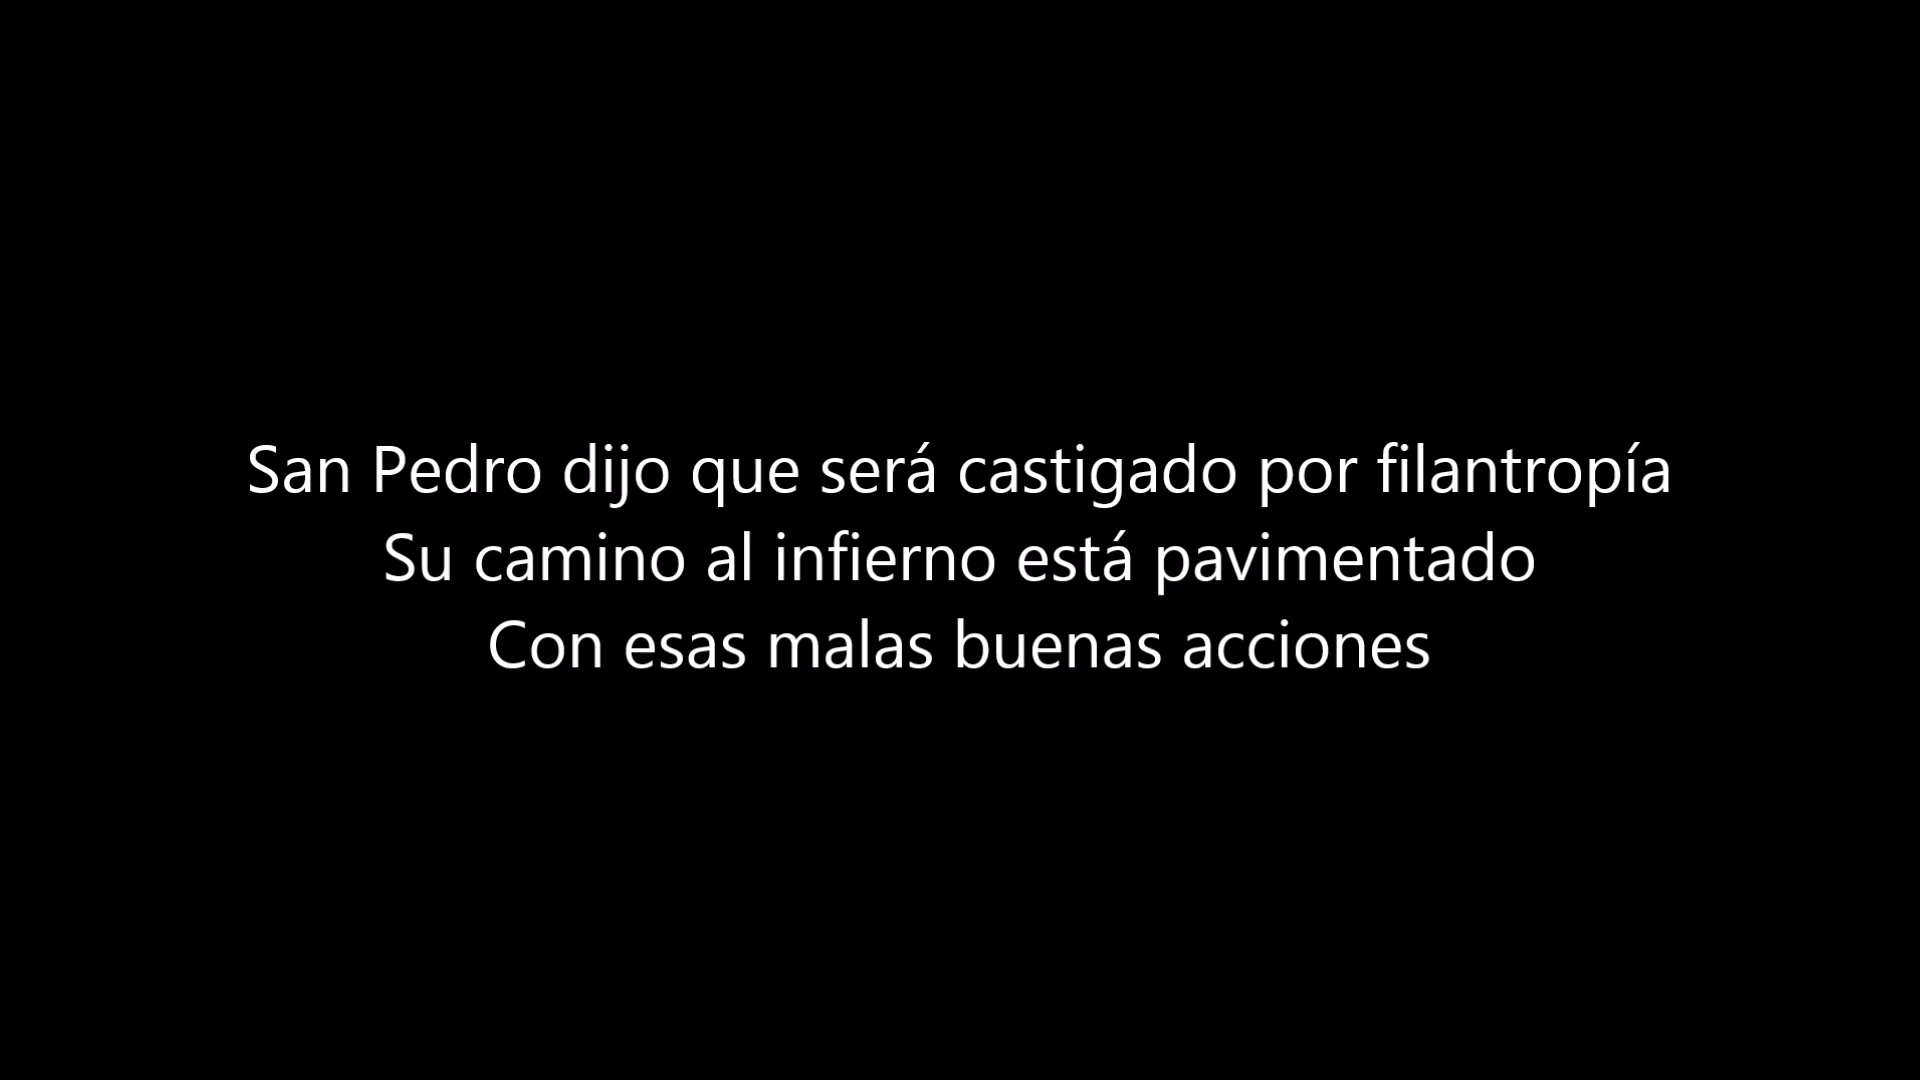 San Pedro dijo que será castigado por filantropía
Su camino al infierno está pavimentado
Con esas malas buenas acciones